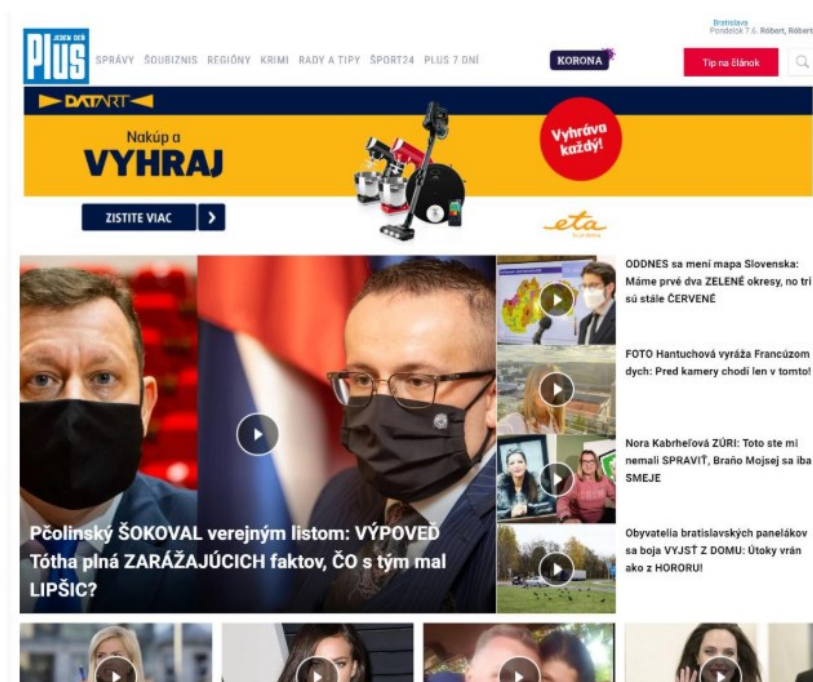 JEDEN DEŇ
Plus
SPRÁVY ŠOUBIZNIS REGIÓNY KRIMI RADY A TIPY ŠPORT24 PLUS 7 DNÍ
KORONA
Bratislava
Pondelok 7.6. Róbert, Róbert
Tip na článok
DATART
Nakúp a
VYHRAJ
Vyhráva
každý!
ZISTITE VIAC
eta
Pčolinský ŠOKOVAL verejným listom: VÝPOVEĎ
Tótha plná ZARÁŽAJÚCICH faktov, ČO s tým mal
LIPŠIC?
ODDNES sa mení mapa Slovenska:
Máme prvé dva ZELENÉ okresy, no tri
sú stále ČERVENÉ
FOTO Hantuchová vyráža Francúzom
dych: Pred kamery chodí len v tomto!
Nora Kabrheľová ZÚRI: Toto ste mi
nemali SPRAVIŤ, Braňo Mojsej sa iba
SMEJE
Obyvatelia bratislavských panelákov
sa boja VYJSŤ Z DOMU: Útoky vrán
ako z HORORU!